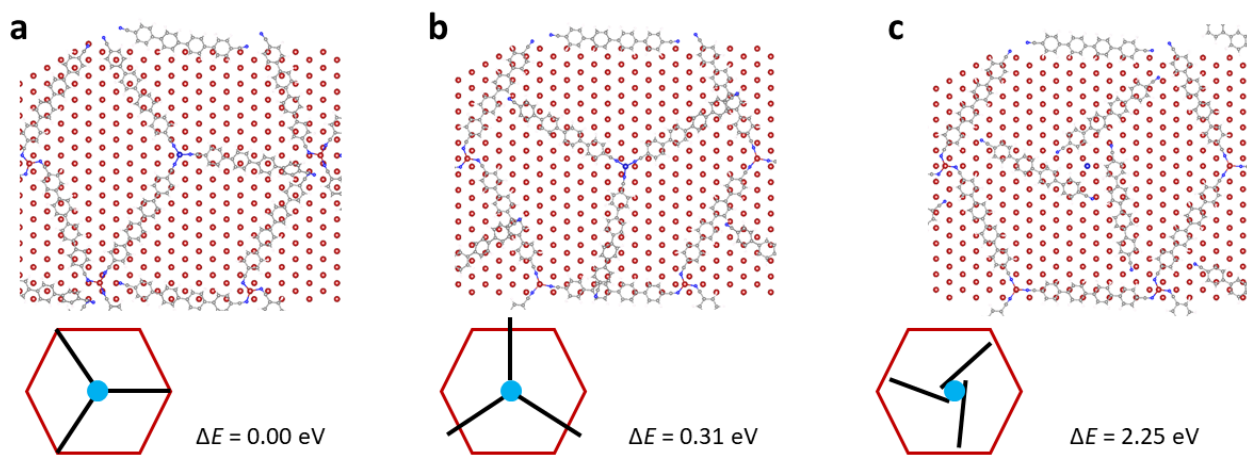 a
b
c
ΔE = 0.00 eV
ΔE = 0.31 eV
ΔE = 2.25 eV